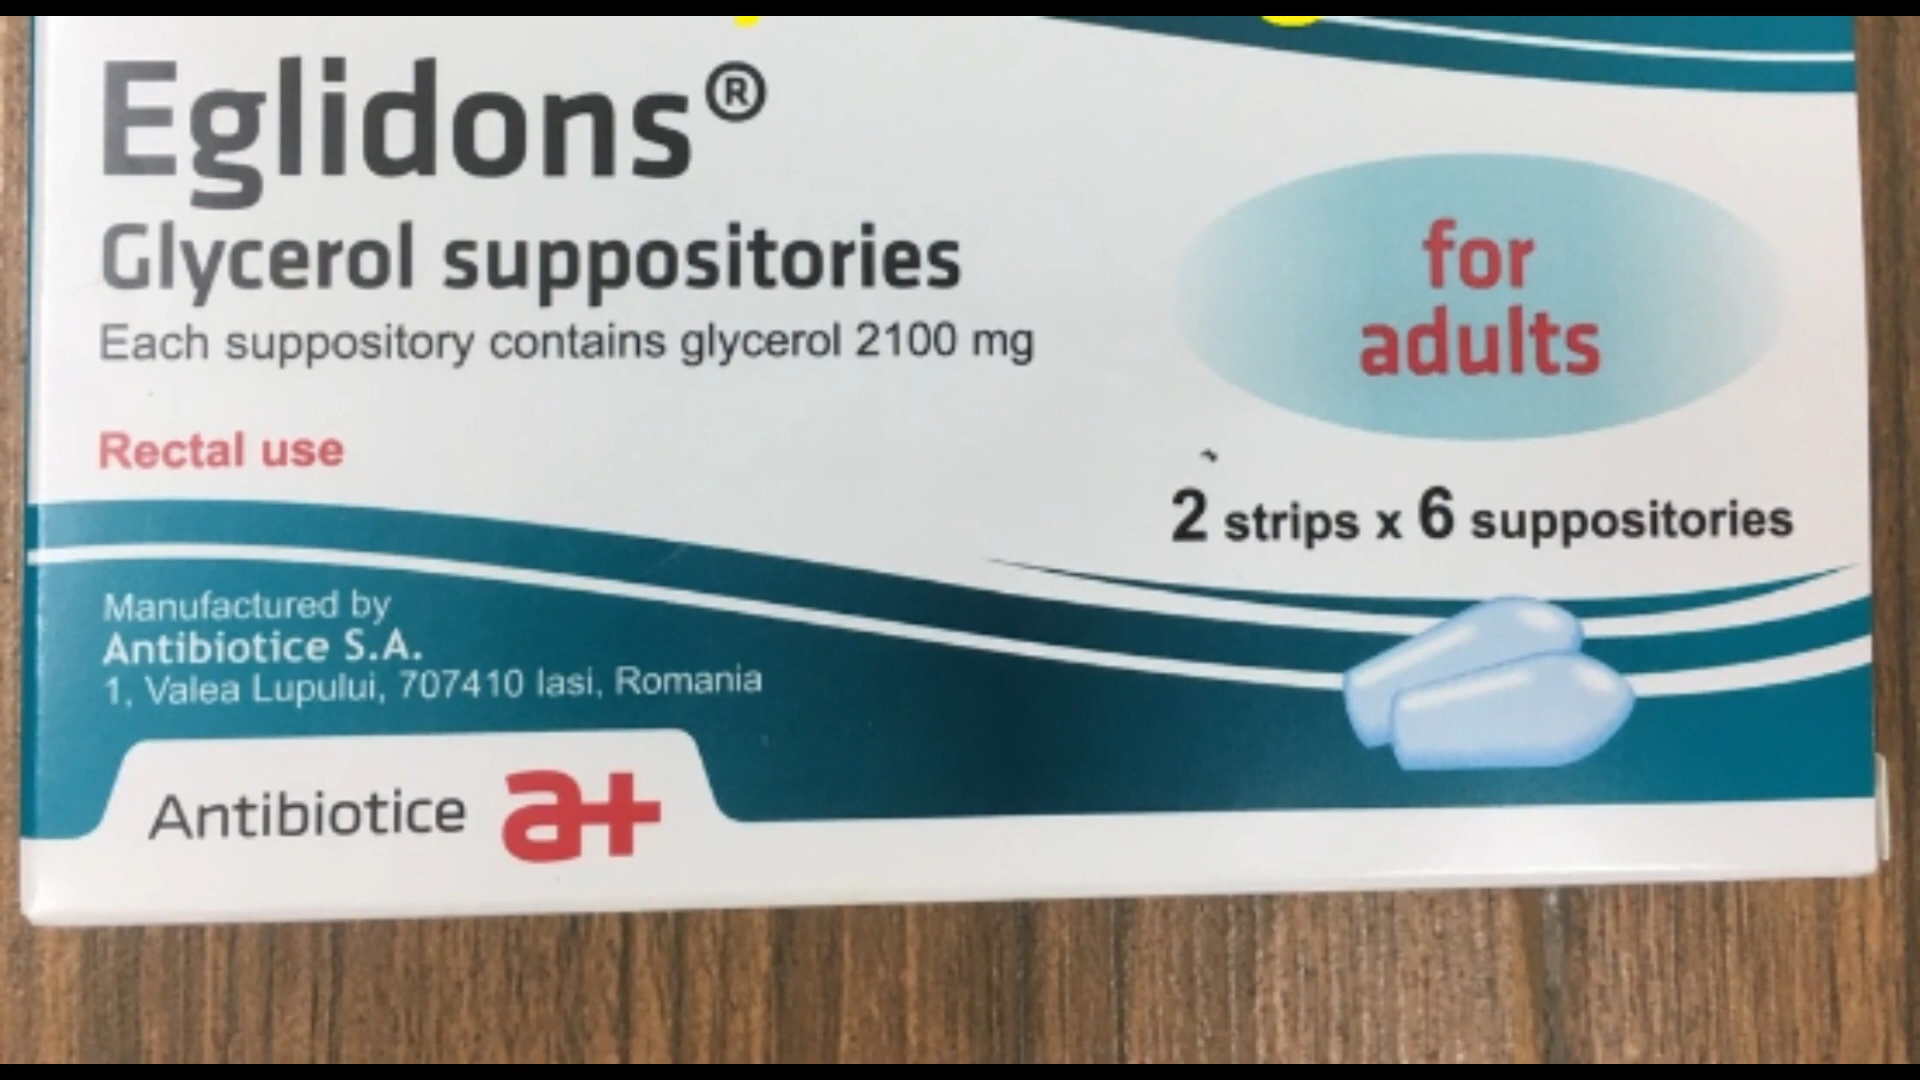 Eglidons®
Glycerol suppositories
Each suppository contains glycerol 2100 mg
for
adults
Rectal use
2 strips x 6 suppositories
Manufactured by
Antibiotice S.A.
1, Valea Lupului, 707410 Iasi, Romania
Antibiotice a+